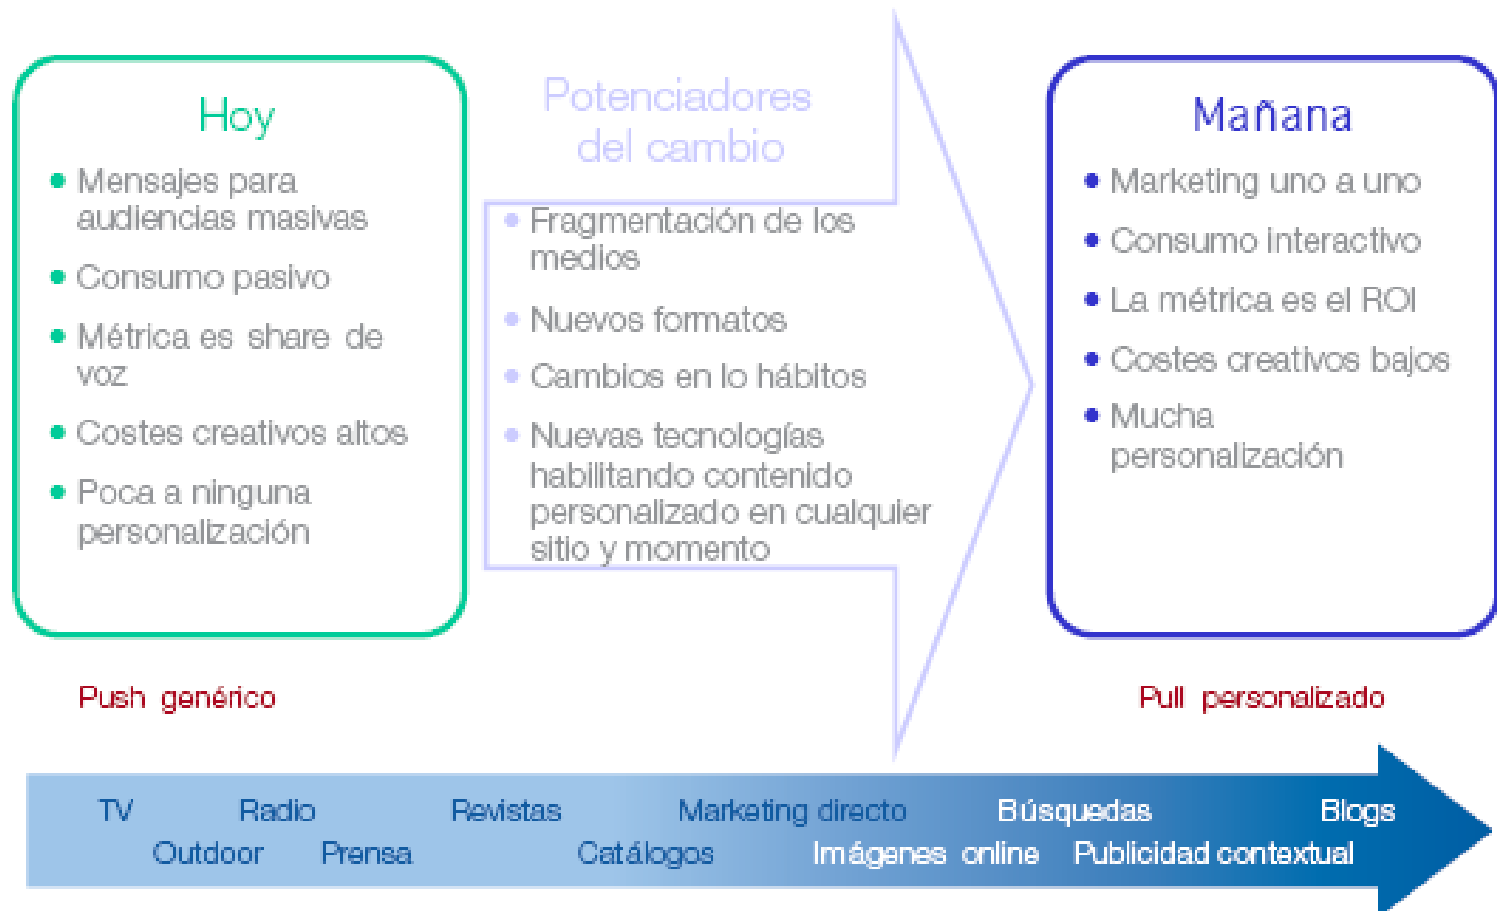 Hoy
Mensajes para
audiencias masivas
Consumo pasivo
Métrica es share de
voz
Costes creativos altos
Poca a ninguna
personalización
Potenciadores
del cambio
Fragmentación de los
medios
Nuevos formatos
Cambios en lo hábitos
Nuevas tecnologías
habilitando contenido
personalizado en cualquier
sitio y momento
Mañana
Marketing uno a uno
Consumo interactivo
La métrica es el ROI
Costes creativos bajos
Mucha
personalización
Push genérico
Pull personalizado
TV Radio Revistas Marketing directo Búsquedas Blogs
Outdoor Prensa Catálogos Imágenes online Publicidad contextual